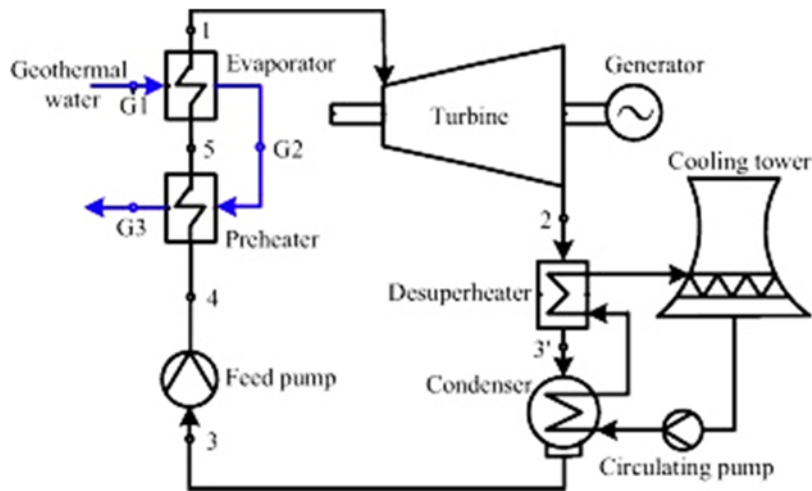 1
Geothermal
water
G1
Evaporator
G2
5
G3
Preheater
4
Feed pump
3
Turbine
Generator
Cooling tower
2
Desuperheater
3'
Condenser
Circulating pump